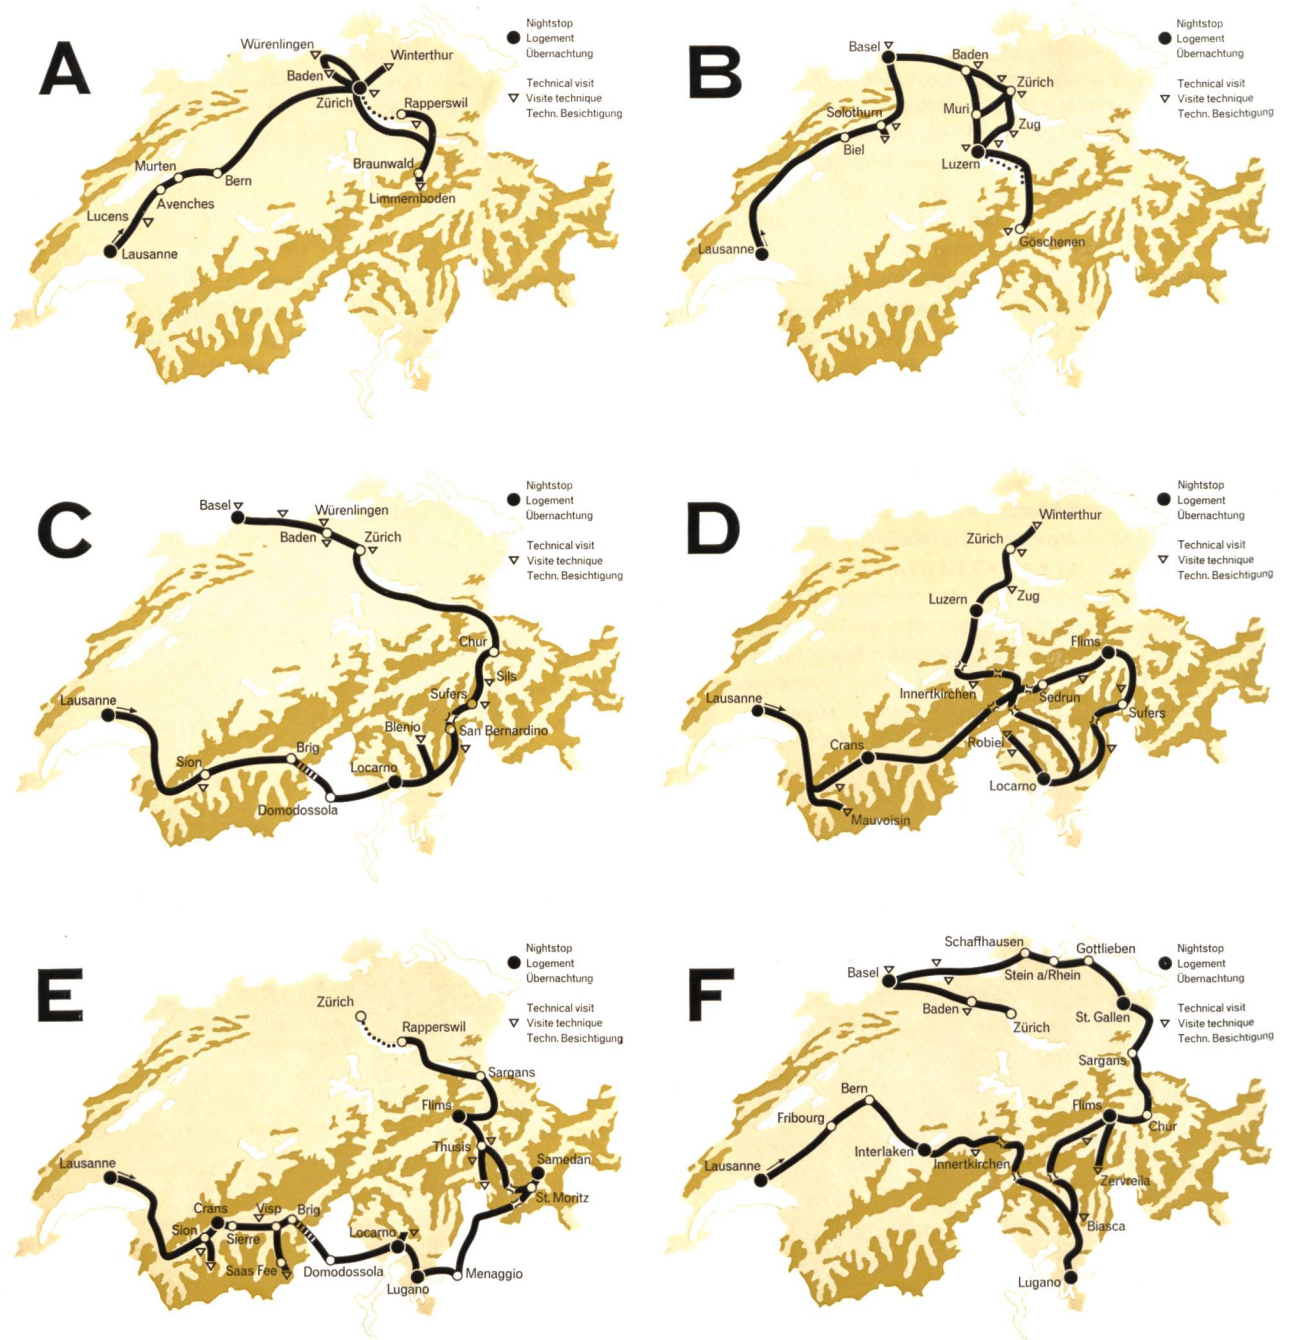 A
Nightstop
Logement
Übernachtung
Technical visit
Visite technique
Techn. Besichtigung
Würenlingen
Winterthur
Baden
Zürich
Rapperswil
Braunwald
Limmernboden
Murten
Bern
Avenches
Lucens
Lausanne
B
Nightstop
Logement
Übernachtung
Technical visit
Visite technique
Techn. Besichtigung
Basel
Baden
Zürich
Solothurn
Muri
Zug
Biel
Luzern
Lausanne
Göschenen
C
Nightstop
Logement
Übernachtung
Technical visit
Visite technique
Techn. Besichtigung
Basel
Würenlingen
Baden
Zürich
Chur
Sils
Sufers
San Bernardino
Blenio
Lausanne
Sion
Brig
Locarno
Domodossola
D
Nightstop
Logement
Übernachtung
Technical visit
Visite technique
Techn. Besichtigung
Winterthur
Zürich
Zug
Luzern
Flims
Innertkirchen
Sedrun
Sufers
Lausanne
Crans
Robiel
Locarno
Mauvoisin
E
Nightstop
Logement
Übernachtung
Technical visit
Visite technique
Techn. Besichtigung
Zürich
Rapperswil
Sargans
Flims
Thusis
Samedan
St. Moritz
Lausanne
Crans
Visp
Brig
Sion
Sierre
Locarno
Saas Fee
Domodossola
Menaggio
Lugano
F
Nightstop
Logement
Übernachtung
Technical visit
Visite technique
Techn. Besichtigung
Schaffhausen
Gottlieben
Basel
Stein a/Rhein
Baden
Zürich
St. Gallen
Sargans
Bern
Flims
Fribourg
Chur
Interlaken
Innertkirchen
Lausanne
Zervreila
Biasca
Lugano